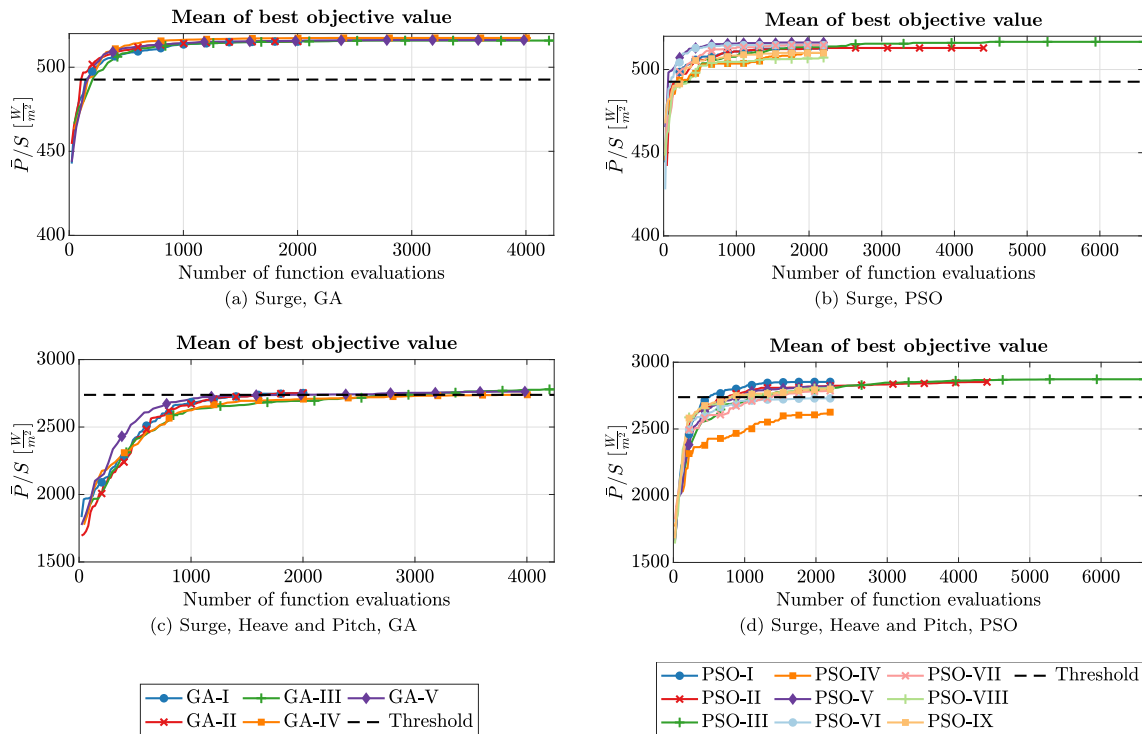 Mean of best objective value
500
450
400
P̄/S [W/m²]
0 1000 2000 3000 4000
Number of function evaluations
(a) Surge, GA
Mean of best objective value
500
450
400
P̄/S [W/m²]
0 1000 2000 3000 4000 5000 6000
Number of function evaluations
(b) Surge, PSO
Mean of best objective value
3000
2500
2000
1500
P̄/S [W/m²]
0 1000 2000 3000 4000
Number of function evaluations
(c) Surge, Heave and Pitch, GA
Mean of best objective value
3000
2500
2000
1500
P̄/S [W/m²]
0 1000 2000 3000 4000 5000 6000
Number of function evaluations
(d) Surge, Heave and Pitch, PSO
GA-I GA-III GA-V
GA-II GA-IV Threshold
PSO-I PSO-IV PSO-VII Threshold
PSO-II PSO-V PSO-VIII
PSO-III PSO-VI PSO-IX